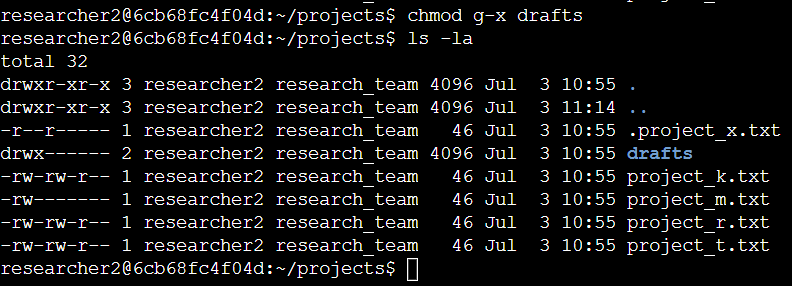 researcher2@6cb68fc4f04d:~/projects$ chmod g-x drafts
researcher2@6cb68fc4f04d:~/projects$ ls -la
total 32
drwxr-xr-x 3 researcher2 research_team 4096 Jul  3 10:55 .
drwxr-xr-x 3 researcher2 research_team 4096 Jul  3 11:14 ..
-r--r----- 1 researcher2 research_team   46 Jul  3 10:55 .project_x.txt
drwx------ 2 researcher2 research_team 4096 Jul  3 10:55 drafts
-rw-rw-r-- 1 researcher2 research_team   46 Jul  3 10:55 project_k.txt
-rw------- 1 researcher2 research_team   46 Jul  3 10:55 project_m.txt
-rw-rw-r-- 1 researcher2 research_team   46 Jul  3 10:55 project_r.txt
-rw-rw-r-- 1 researcher2 research_team   46 Jul  3 10:55 project_t.txt
researcher2@6cb68fc4f04d:~/projects$